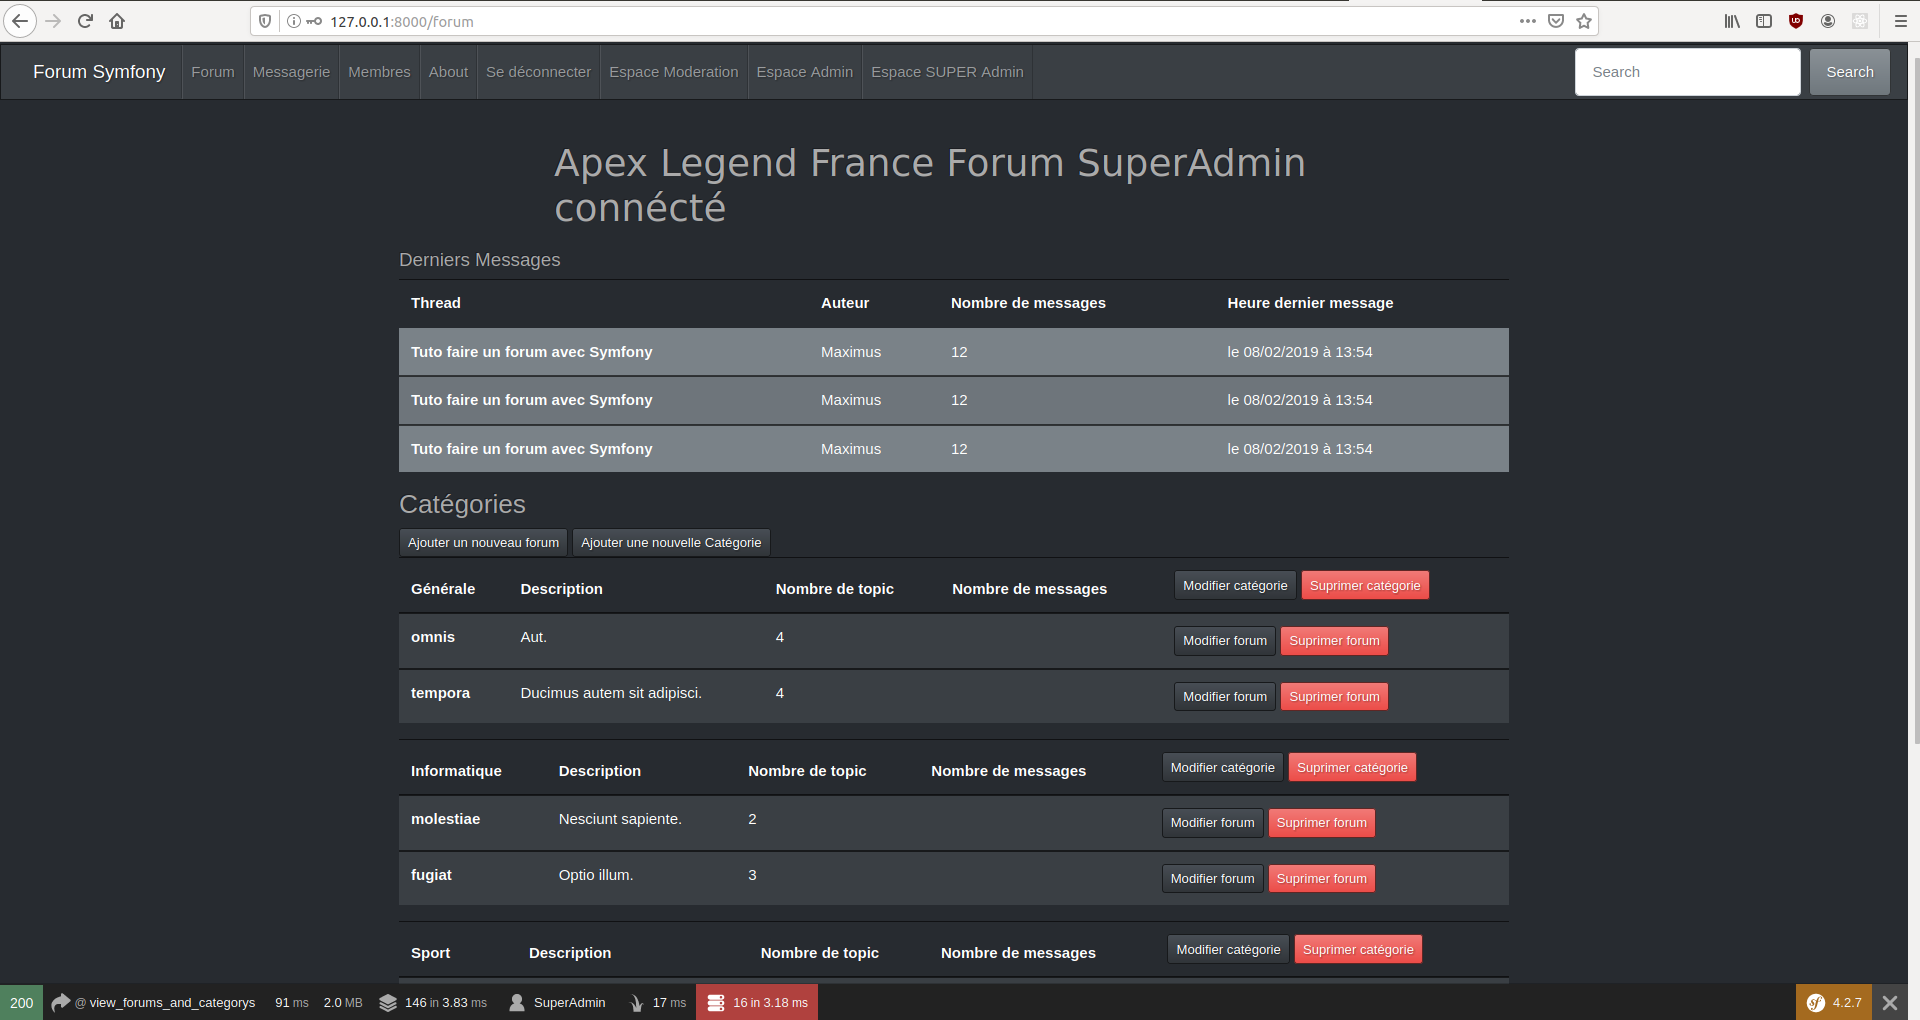 127.0.0.1:8000/forum
Forum Symfony Forum Messagerie Membres About Se déconnecter Espace Moderation Espace Admin Espace SUPER Admin Search Search
Apex Legend France Forum SuperAdmin
connécté
Derniers Messages
Thread Auteur Nombre de messages Heure dernier message
Tuto faire un forum avec Symfony Maximus 12 le 08/02/2019 à 13:54
Tuto faire un forum avec Symfony Maximus 12 le 08/02/2019 à 13:54
Tuto faire un forum avec Symfony Maximus 12 le 08/02/2019 à 13:54
Catégories
Ajouter un nouveau forum Ajouter une nouvelle Catégorie
Générale Description Nombre de topic Nombre de messages Modifier catégorie Suprimer catégorie
omnis Aut. 4 Modifier forum Suprimer forum
tempora Ducimus autem sit adipisci. 4 Modifier forum Suprimer forum
Informatique Description Nombre de topic Nombre de messages Modifier catégorie Suprimer catégorie
molestiae Nesciunt sapiente. 2 Modifier forum Suprimer forum
fugiat Optio illum. 3 Modifier forum Suprimer forum
Sport Description Nombre de topic Nombre de messages Modifier catégorie Suprimer catégorie
200 @ view_forums_and_categorys 91 ms 2.0 MB 146 in 3.83 ms SuperAdmin 17 ms 16 in 3.18 ms sf 4.2.7